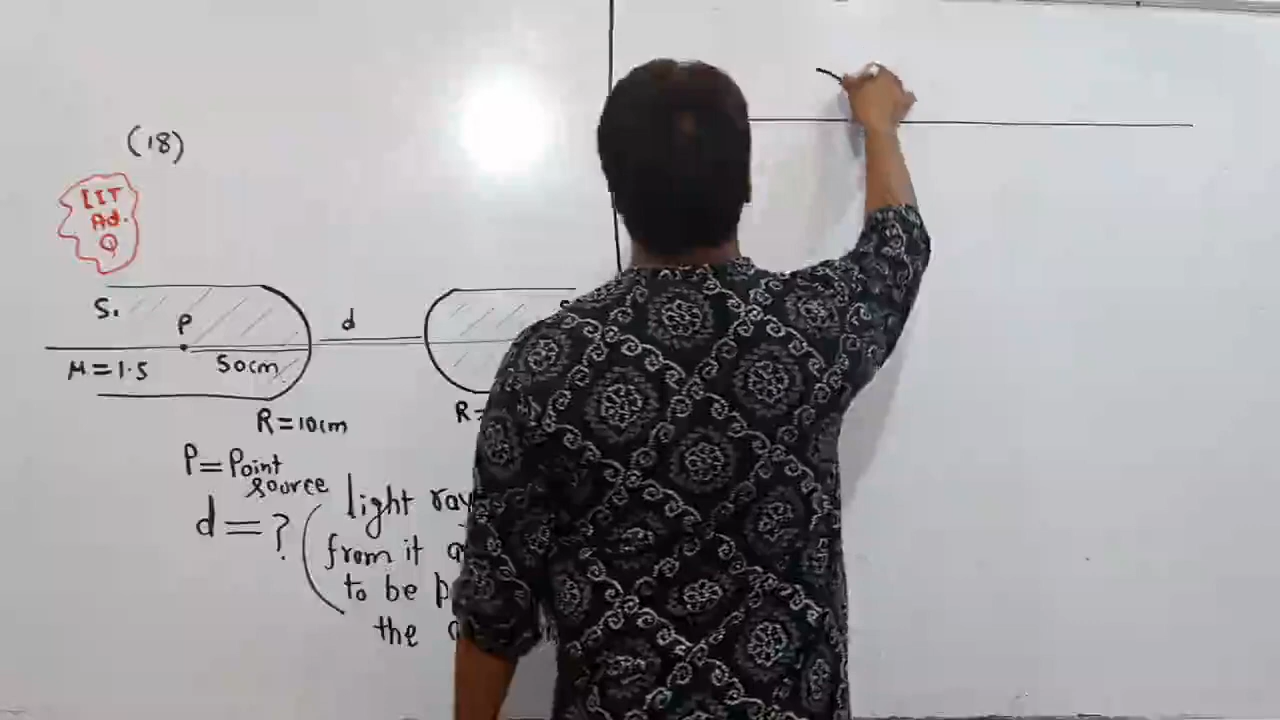 (18)
IIT
Ad.
Q
S₁
P
d
μ = 1.5
50cm
R = 10cm
R =
P = Point
source
light ray
d = ?
from it
to be
the